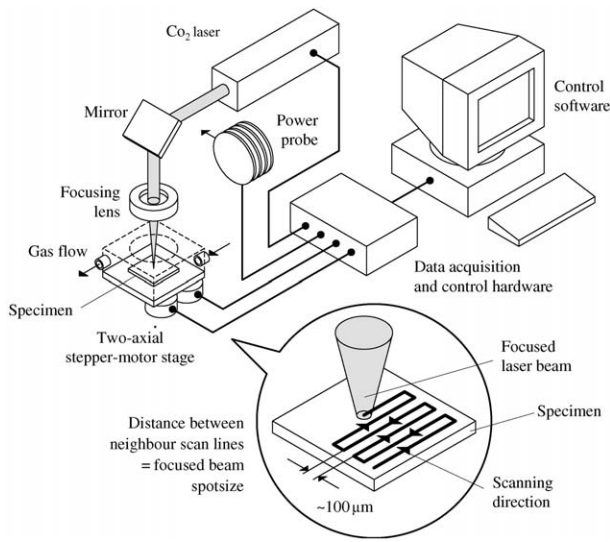 Co₂ laser
Mirror
Power
probe
Control
software
Focusing
lens
Gas flow
Specimen
Data acquisition
and control hardware
Two-axial
stepper-motor stage
Focused
laser beam
Distance between
neighbour scan lines
= focused beam
spotsize
Specimen
Scanning
direction
~100 μm